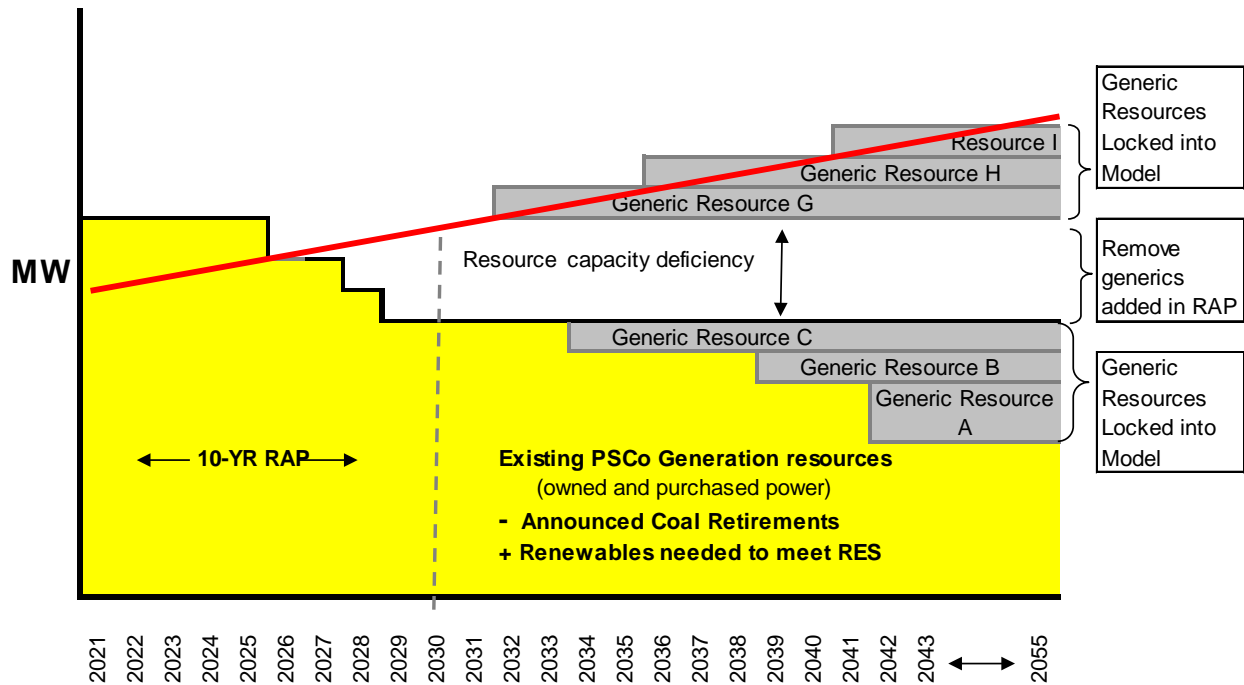 Generic
Resources
Locked into
Model
Resource I
Generic Resource H
Generic Resource G
MW
Resource capacity deficiency
Remove
generics
added in RAP
Generic Resource C
Generic Resource B
Generic Resource
A
Generic
Resources
Locked into
Model
10-YR RAP
Existing PSCo Generation resources
(owned and purchased power)
- Announced Coal Retirements
+ Renewables needed to meet RES
2021
2022
2023
2024
2025
2026
2027
2028
2029
2030
2031
2032
2033
2034
2035
2036
2037
2038
2039
2040
2041
2042
2043
2055